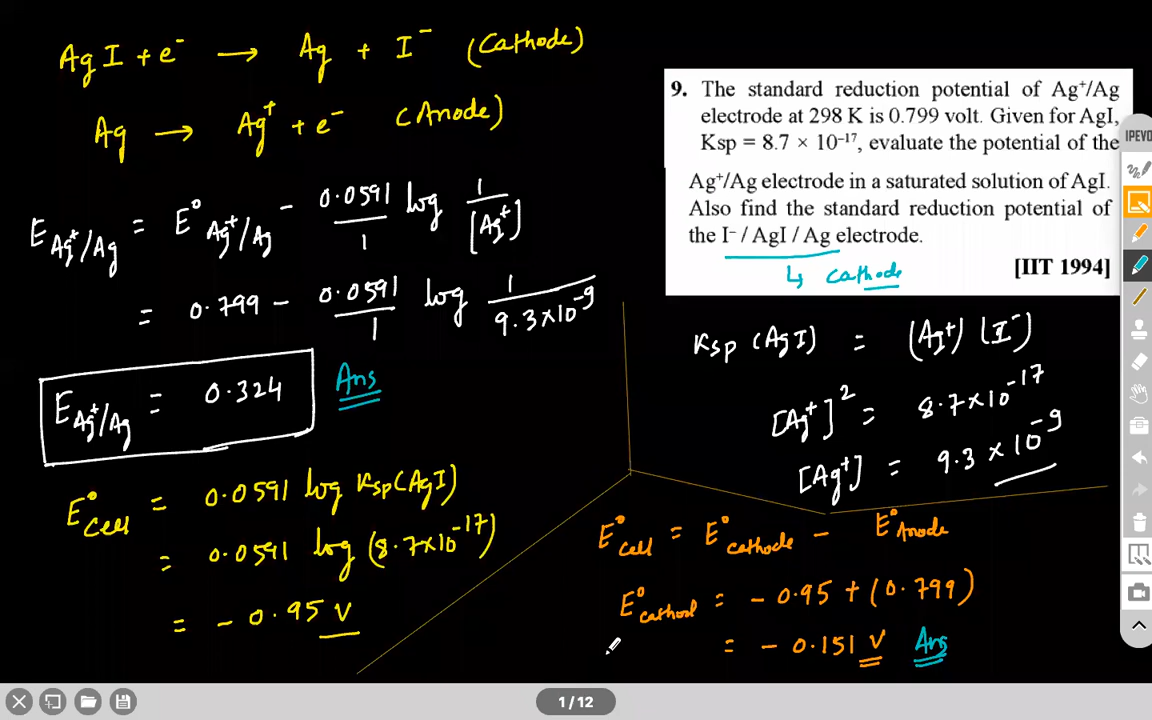 AgI + e⁻ → Ag + I⁻ (Cathode)
Ag → Ag⁺ + e⁻ (Anode)
E Ag⁺/Ag = E° Ag⁺/Ag - 0.0591/1 log 1/[Ag⁺]
= 0.799 - 0.0591/1 log 1/9.3×10⁻⁹
E Ag⁺/Ag = 0.324 Ans
E°Cell = 0.0591 log Ksp(AgI)
= 0.0591 log (8.7×10⁻¹⁷)
= - 0.95 V
9. The standard reduction potential of Ag⁺/Ag
electrode at 298 K is 0.799 volt. Given for AgI,
Ksp = 8.7 × 10⁻¹⁷, evaluate the potential of the
Ag⁺/Ag electrode in a saturated solution of AgI.
Also find the standard reduction potential of
the I⁻ / AgI / Ag electrode.
↳ cathode
[IIT 1994]
Ksp (AgI) = (Ag⁺) (I⁻)
[Ag⁺]² = 8.7×10⁻¹⁷
[Ag⁺] = 9.3 × 10⁻⁹
E°Cell = E°cathode - E°Anode
E°cathod = - 0.95 + (0.799)
= - 0.151 V Ans
IPEVO
1/12